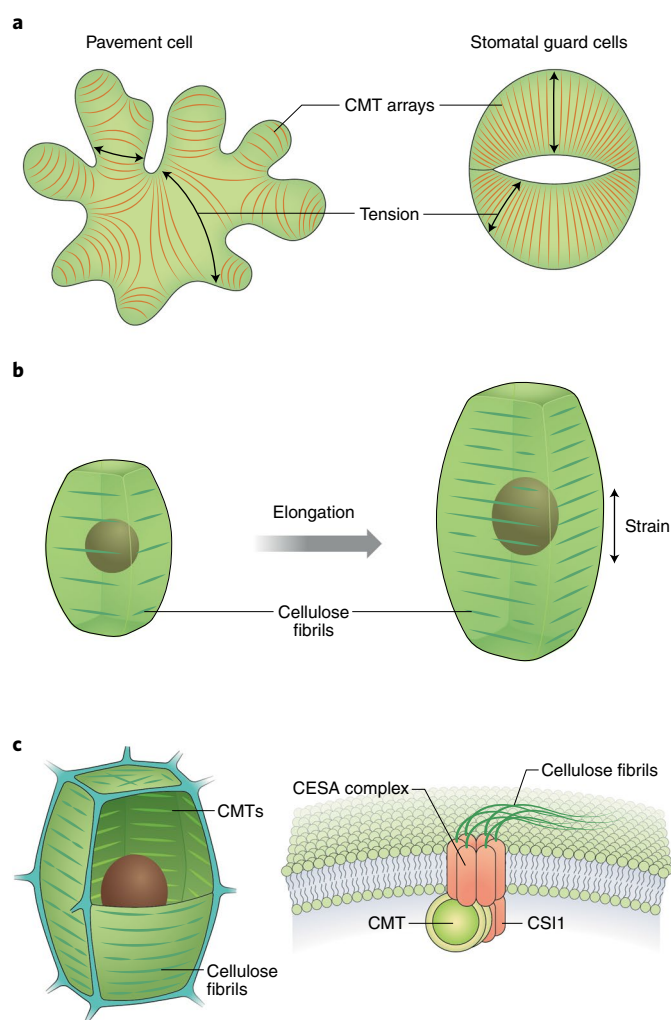 a
Pavement cell
Stomatal guard cells
CMT arrays
Tension
b
Elongation
Strain
Cellulose
fibrils
c
CMTs
Cellulose
fibrils
CESA complex
Cellulose fibrils
CMT
CSI1